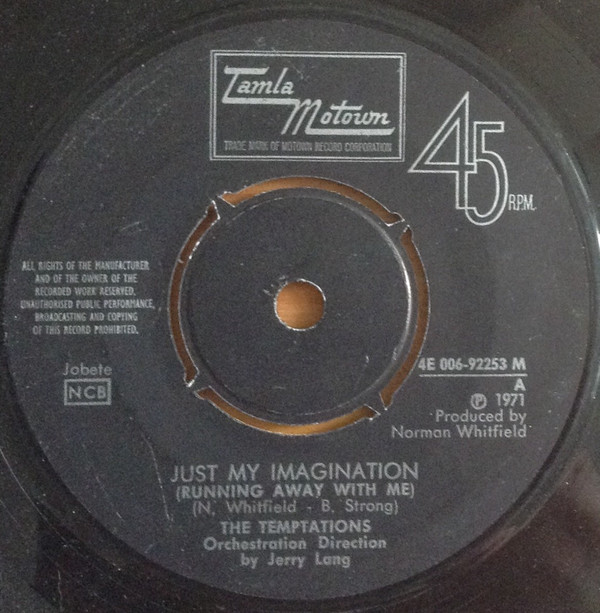 Tamla
Motown
TRADE MARK OF MOTOWN RECORD CORPORATION
45
R.P.M.
ALL RIGHTS OF THE MANUFACTURER
AND OF THE OWNER OF THE
RECORDED WORK RESERVED.
UNAUTHORISED PUBLIC PERFORMANCE,
BROADCASTING AND COPYING
OF THIS RECORD PROHIBITED.
Jobete
NCB
4E 006-92253 M
A
Ⓟ 1971
Produced by
Norman Whitfield
JUST MY IMAGINATION
(RUNNING AWAY WITH ME)
(N. Whitfield - B. Strong)
THE TEMPTATIONS
Orchestration Direction
by Jerry Lang